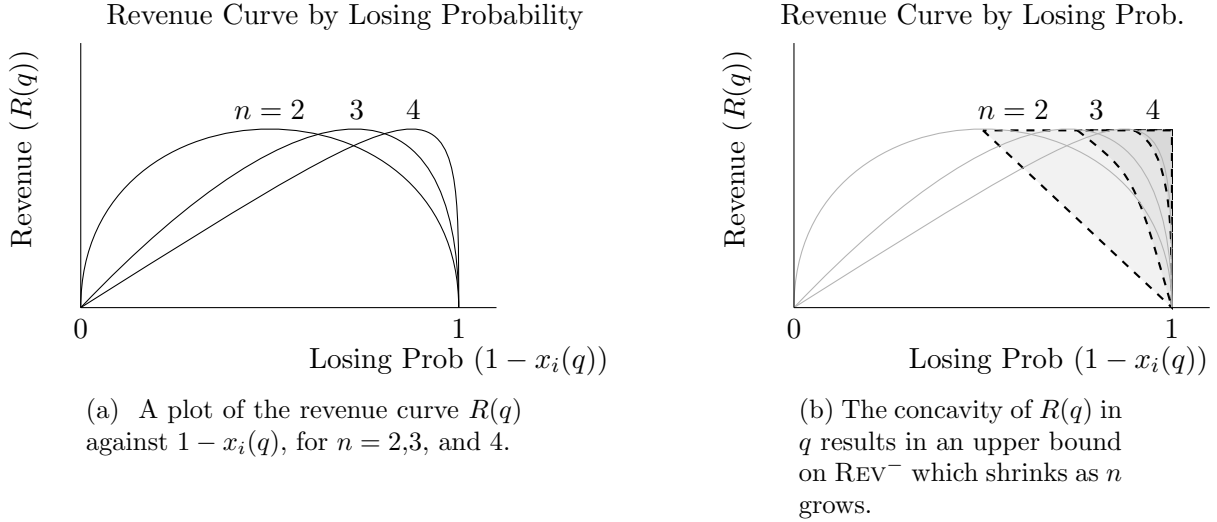 Revenue Curve by Losing Probability
Revenue (R(q))
n = 2
3
4
0
1
Losing Prob (1 − x_i(q))
(a) A plot of the revenue curve R(q)
against 1 − x_i(q), for n = 2,3, and 4.
Revenue Curve by Losing Prob.
Revenue (R(q))
n = 2
3
4
0
1
Losing Prob (1 − x_i(q))
(b) The concavity of R(q) in
q results in an upper bound
on REV⁻ which shrinks as n
grows.